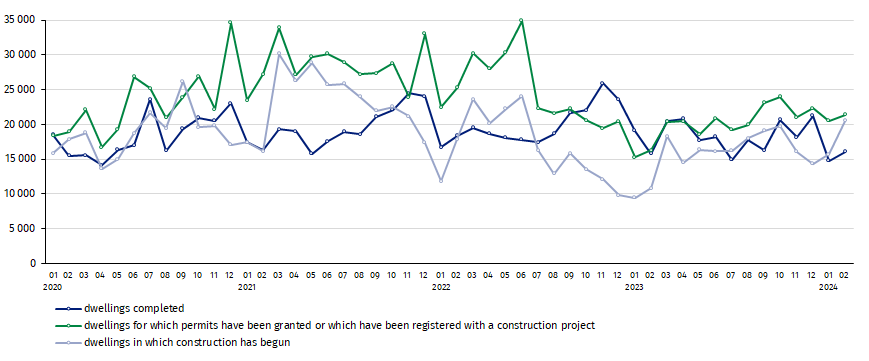 35 000
30 000
25 000
20 000
15 000
10 000
5 000
0
01 02 03 04 05 06 07 08 09 10 11 12 01 02 03 04 05 06 07 08 09 10 11 12 01 02 03 04 05 06 07 08 09 10 11 12 01 02 03 04 05 06 07 08 09 10 11 12 01 02
2020 2021 2022 2023 2024
dwellings completed
dwellings for which permits have been granted or which have been registered with a construction project
dwellings in which construction has begun